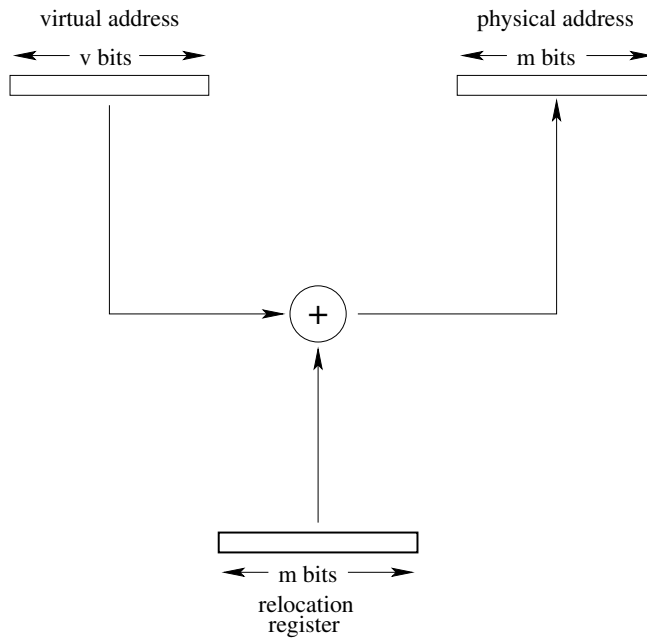 virtual address
v bits
physical address
m bits
+
m bits
relocation
register